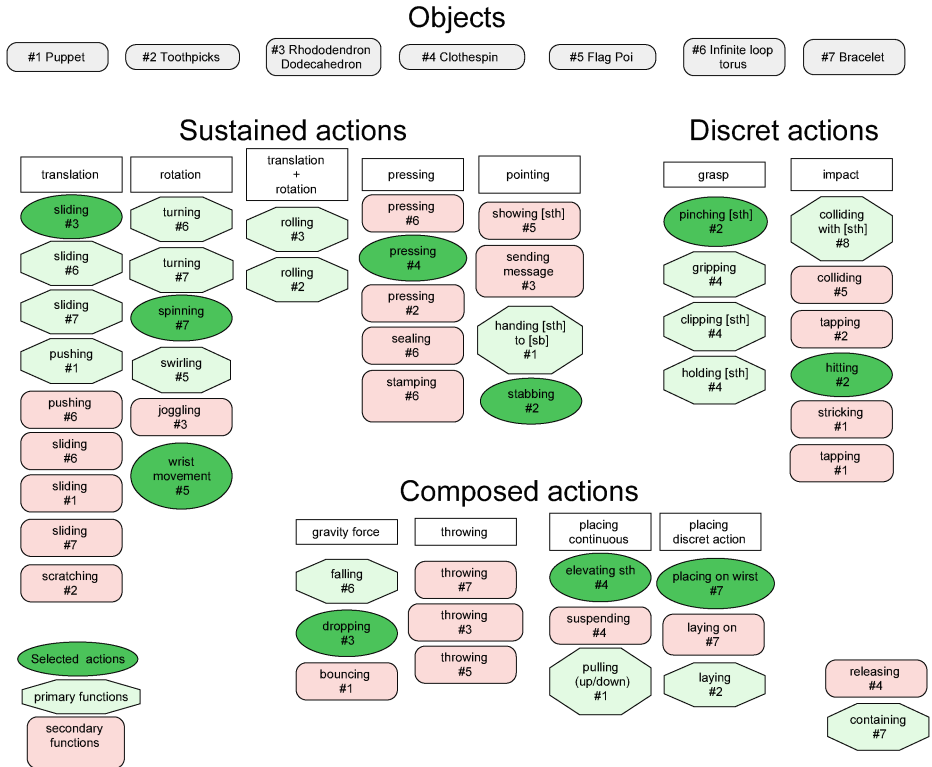 Objects
#1 Puppet
#2 Toothpicks
#3 Rhododendron
Dodecahedron
#4 Clothespin
#5 Flag Poi
#6 Infinite loop
torus
#7 Bracelet
Sustained actions
translation
sliding
#3
sliding
#6
sliding
#7
pushing
#1
pushing
#6
sliding
#6
sliding
#1
sliding
#7
scratching
#2
rotation
turning
#6
turning
#7
spinning
#7
swirling
#5
joggling
#3
wrist
movement
#5
translation
+
rotation
rolling
#3
rolling
#2
pressing
pressing
#6
pressing
#4
pressing
#2
sealing
#6
stamping
#6
pointing
showing [sth]
#5
sending
message
#3
handing [sth]
to [sb]
#1
stabbing
#2
Discret actions
grasp
pinching [sth]
#2
gripping
#4
clipping [sth]
#4
holding [sth]
#4
impact
colliding
with [sth]
#8
colliding
#5
tapping
#2
hitting
#2
stricking
#1
tapping
#1
Composed actions
gravity force
falling
#6
dropping
#3
bouncing
#1
throwing
throwing
#7
throwing
#3
throwing
#5
placing
continuous
elevating sth
#4
suspending
#4
pulling
(up/down)
#1
placing
discret action
placing on wirst
#7
laying on
#7
laying
#2
releasing
#4
containing
#7
Selected actions
primary functions
secondary
functions